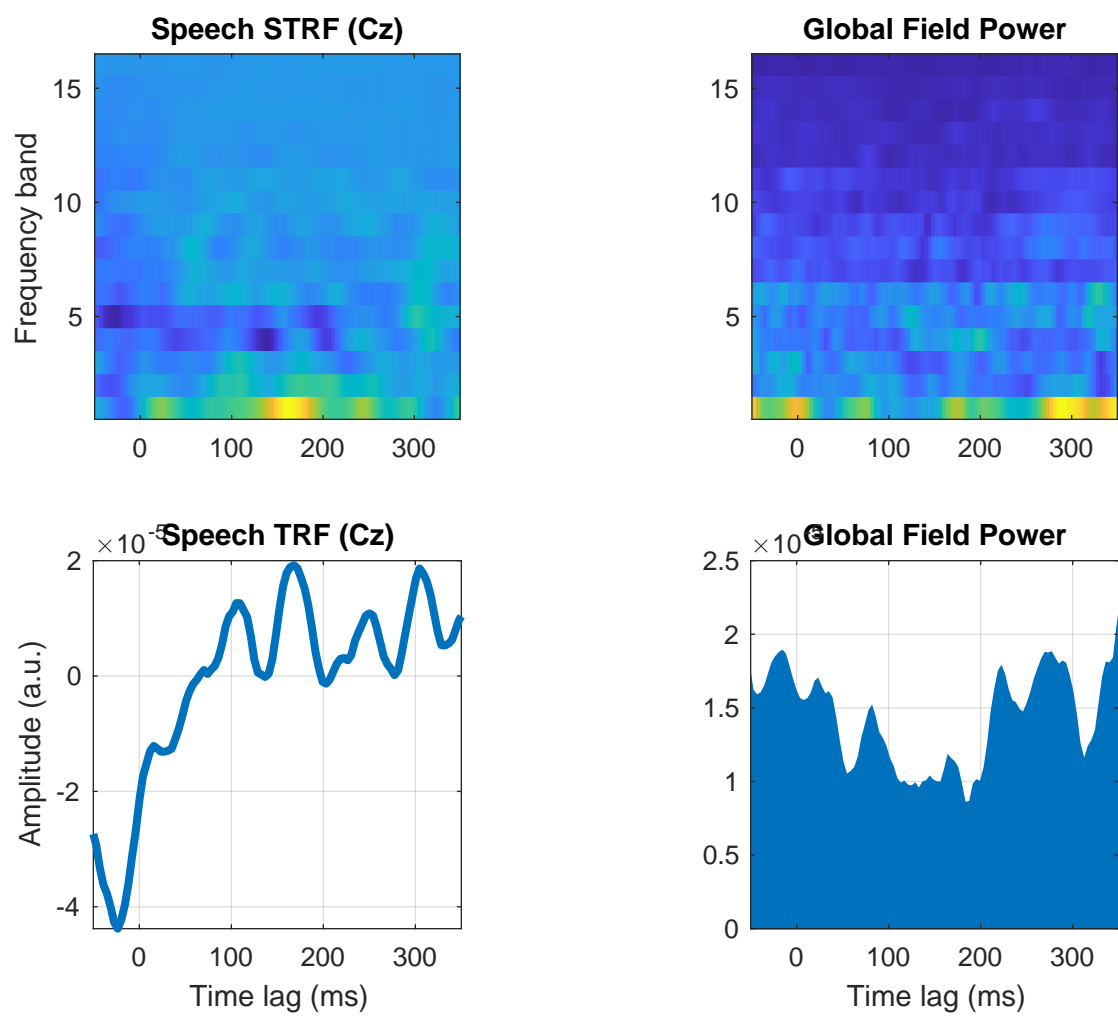 Speech STRF (Cz)
Frequency band
15
10
5
0 100 200 300
Global Field Power
15
10
5
0 100 200 300
×10-5
Speech TRF (Cz)
Amplitude (a.u.)
2
0
-2
-4
0 100 200 300
Time lag (ms)
×10-5
Global Field Power
2.5
2
1.5
1
0.5
0
0 100 200 300
Time lag (ms)